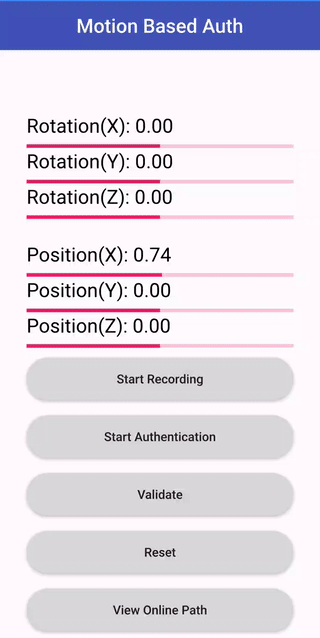 Motion Based Auth
Rotation(X): 0.00
Rotation(Y): 0.00
Rotation(Z): 0.00
Position(X): 0.74
Position(Y): 0.00
Position(Z): 0.00
Start Recording
Start Authentication
Validate
Reset
View Online Path